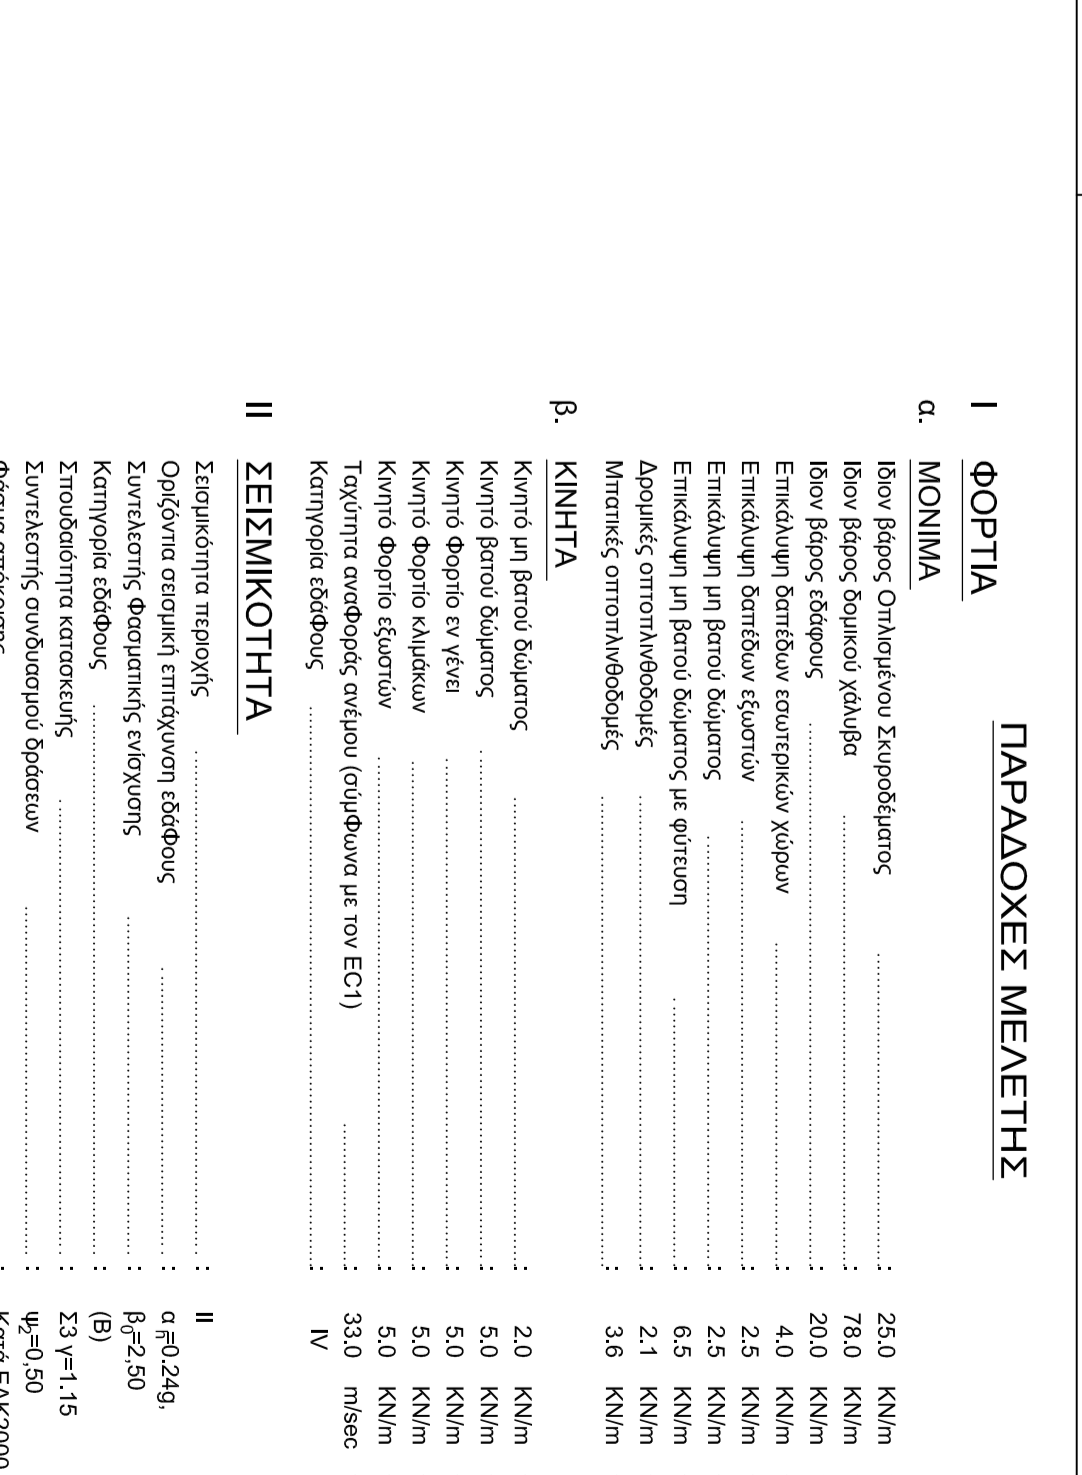 ΠΑΡΑΔΟΧΕΣ ΜΕΛΕΤΗΣ
Ι ΦΟΡΤΙΑ
α. ΜΟΝΙΜΑ
Ιδιον βάρος Οπλισμένου Σκυροδέματος : 25.0 KN/m
Ιδιον βάρος δομικού χάλυβα : 78.0 KN/m
Ιδιον βάρος εδάφους : 20.0 KN/m
Επικάλυψη δαπέδων εσωτερικών χώρων : 4.0 KN/m
Επικάλυψη δαπέδων εξωστών : 2.5 KN/m
Επικάλυψη μη βατού δώματος : 2.5 KN/m
Επικάλυψη μη βατού δώματος με φύτευση : 6.5 KN/m
Δρομικές οπτοπλινθοδομές : 2.1 KN/m
Μπατικές οπτοπλινθοδομές : 3.6 KN/m
β. ΚΙΝΗΤΑ
Κινητό μη βατού δώματος : 2.0 KN/m
Κινητό βατού δώματος : 5.0 KN/m
Κινητό Φορτίο εν γένει : 5.0 KN/m
Κινητό Φορτίο κλιμάκων : 5.0 KN/m
Κινητό Φορτίο εξωστών : 5.0 KN/m
Ταχύτητα αναΦοράς ανέμου (σύμΦωνα με τον EC1) : 33.0 m/sec
Κατηγορία εδάΦους : IV
ΙΙ ΣΕΙΣΜΙΚΟΤΗΤΑ
Σεισμικότητα περιοχής : ΙΙ
Οριζόντια σεισμική επιτάχυνση εδάΦους : α h=0.24g,
Συντελεστής Φασματικής ενίσχυσης : β0=2,50
Κατηγορία εδάΦους : (Β)
Σπουδαιότητα κατασκευής : Σ3 γ=1.15
Συντελεστής συνδυασμού δράσεων : ψ2=0,50